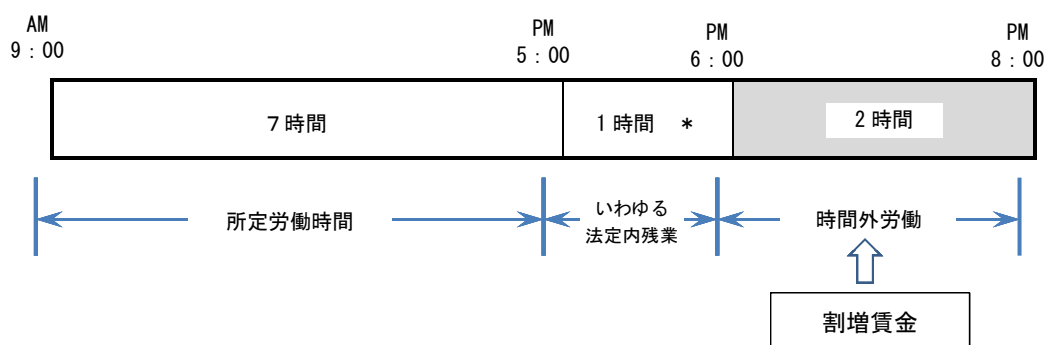 AM
9:00
PM
5:00
PM
6:00
PM
8:00
7時間
1時間 *
2時間
所定労働時間
いわゆる
法定内残業
時間外労働
割増賃金